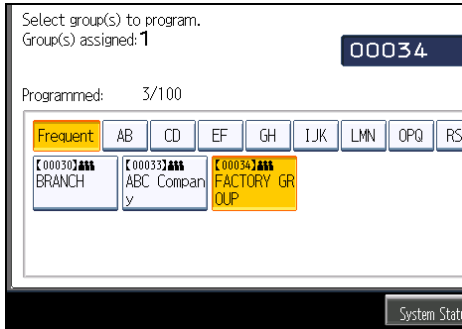 Select group(s) to program.
Group(s) assigned: 1
00034
Programmed: 3/100
Frequent AB CD EF GH IJK LMN OPQ RS
【00030】 【00033】 【00034】
BRANCH ABC Compan FACTORY GR
y OUP
System Statu